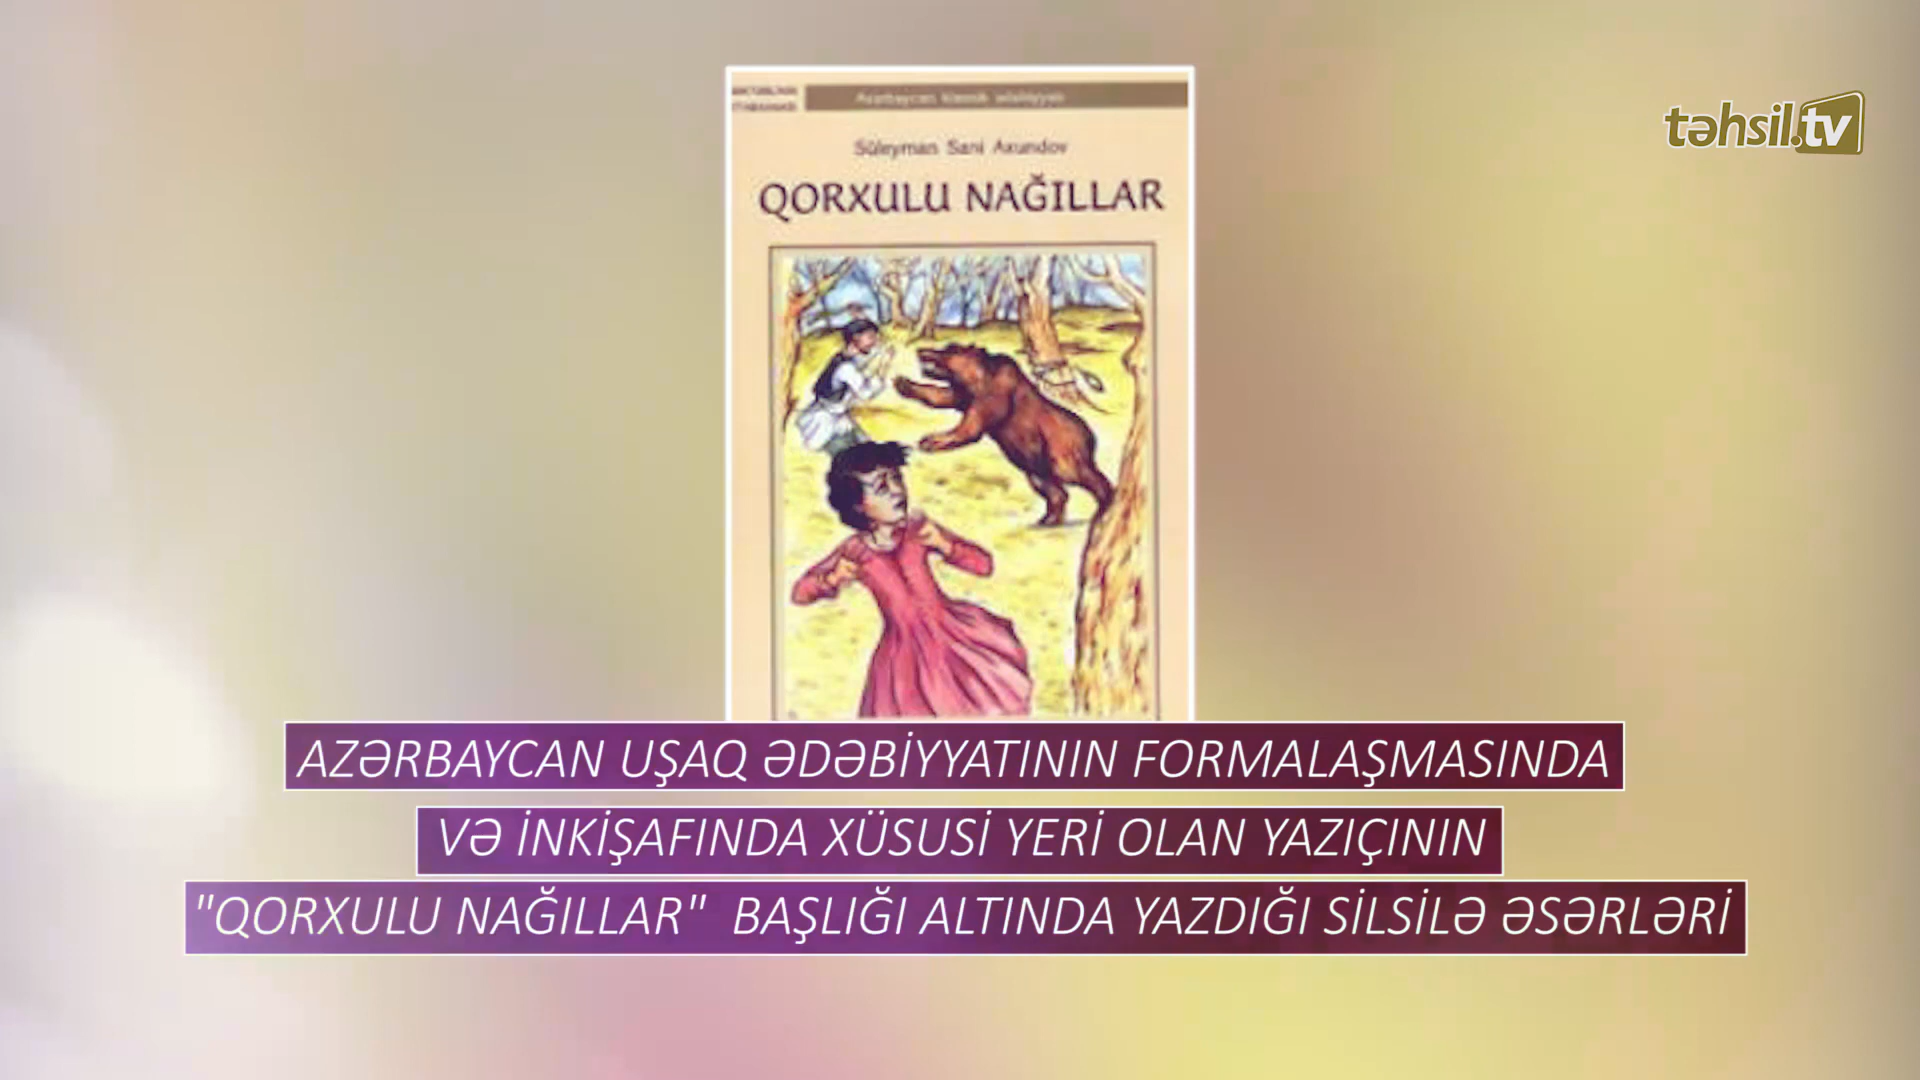 Azərbaycan klassik ədəbiyyatı
təhsil.tv
Süleyman Sani Axundov
QORXULU NAĞILLAR
AZƏRBAYCAN UŞAQ ƏDƏBİYYATININ FORMALAŞMASINDA
VƏ İNKİŞAFINDA XÜSUSİ YERİ OLAN YAZIÇININ
"QORXULU NAĞILLAR" BAŞLIĞI ALTINDA YAZDIĞI SİLSİLƏ ƏSƏRLƏRİ